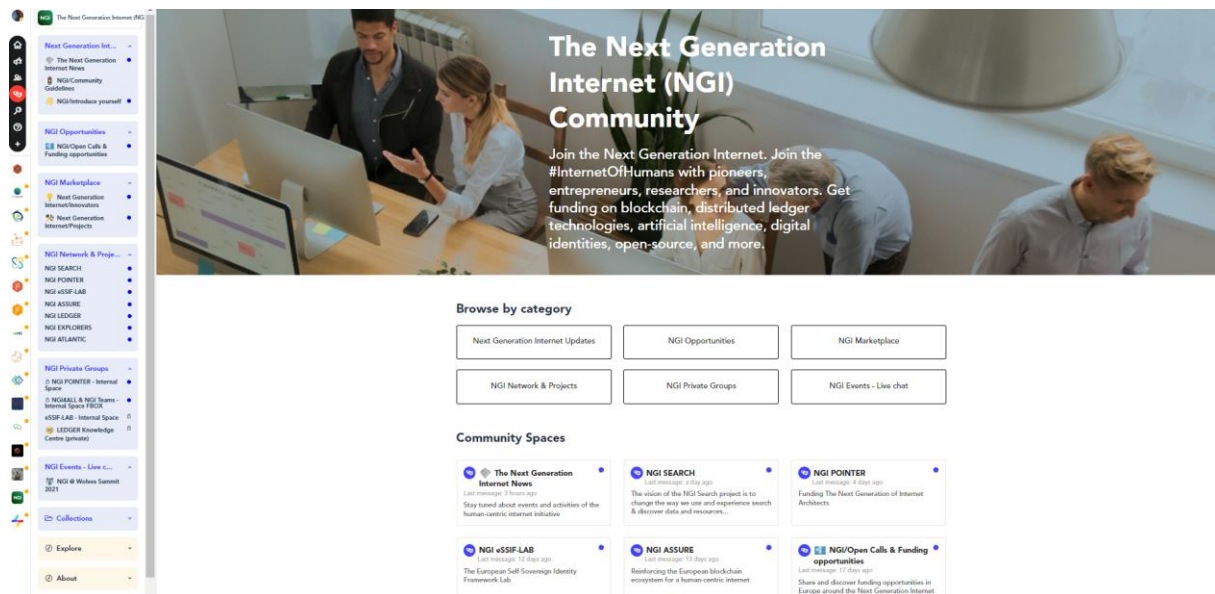 NGI The Next Generation Internet (NG
Next Generation Int...
The Next Generation
Internet News
NGI/Community
Guidelines
NGI/Introduce yourself
NGI Opportunities
NGI/Open Calls &
Funding opportunities
NGI Marketplace
Next Generation
Internet/Innovators
Next Generation
Internet/Projects
NGI Network & Proje...
NGI SEARCH
NGI POINTER
NGI eSSIF-LAB
NGI ASSURE
NGI LEDGER
NGI EXPLORERS
NGI ATLANTIC
NGI Private Groups
NGI POINTER - Internal
Space
NGI4ALL & NGI Teams -
Internal Space FBOX
eSSIF-LAB - Internal Space
LEDGER Knowledge
Centre (private)
NGI Events - Live c...
NGI @ Wolves Summit
2021
Collections
Explore
About
The Next Generation
Internet (NGI)
Community
Join the Next Generation Internet. Join the
#InternetOfHumans with pioneers,
entrepreneurs, researchers, and innovators. Get
funding on blockchain, distributed ledger
technologies, artificial intelligence, digital
identities, open-source, and more.
Browse by category
Next Generation Internet Updates
NGI Opportunities
NGI Marketplace
NGI Network & Projects
NGI Private Groups
NGI Events - Live chat
Community Spaces
The Next Generation
Internet News
Last message: 3 hours ago
Stay tuned about events and activities of the
human-centric internet initiative
NGI SEARCH
Last message: a day ago
The vision of the NGI Search project is to
change the way we use and experience search
& discover data and resources...
NGI POINTER
Last message: 4 days ago
Funding The Next Generation of Internet
Architects
NGI eSSIF-LAB
Last message: 12 days ago
The European Self-Sovereign Identity
Framework Lab
NGI ASSURE
Last message: 13 days ago
Reinforcing the European blockchain
ecosystem for a human-centric internet
NGI/Open Calls & Funding
opportunities
Last message: 17 days ago
Share and discover funding opportunities in
Europe around the Next Generation Internet